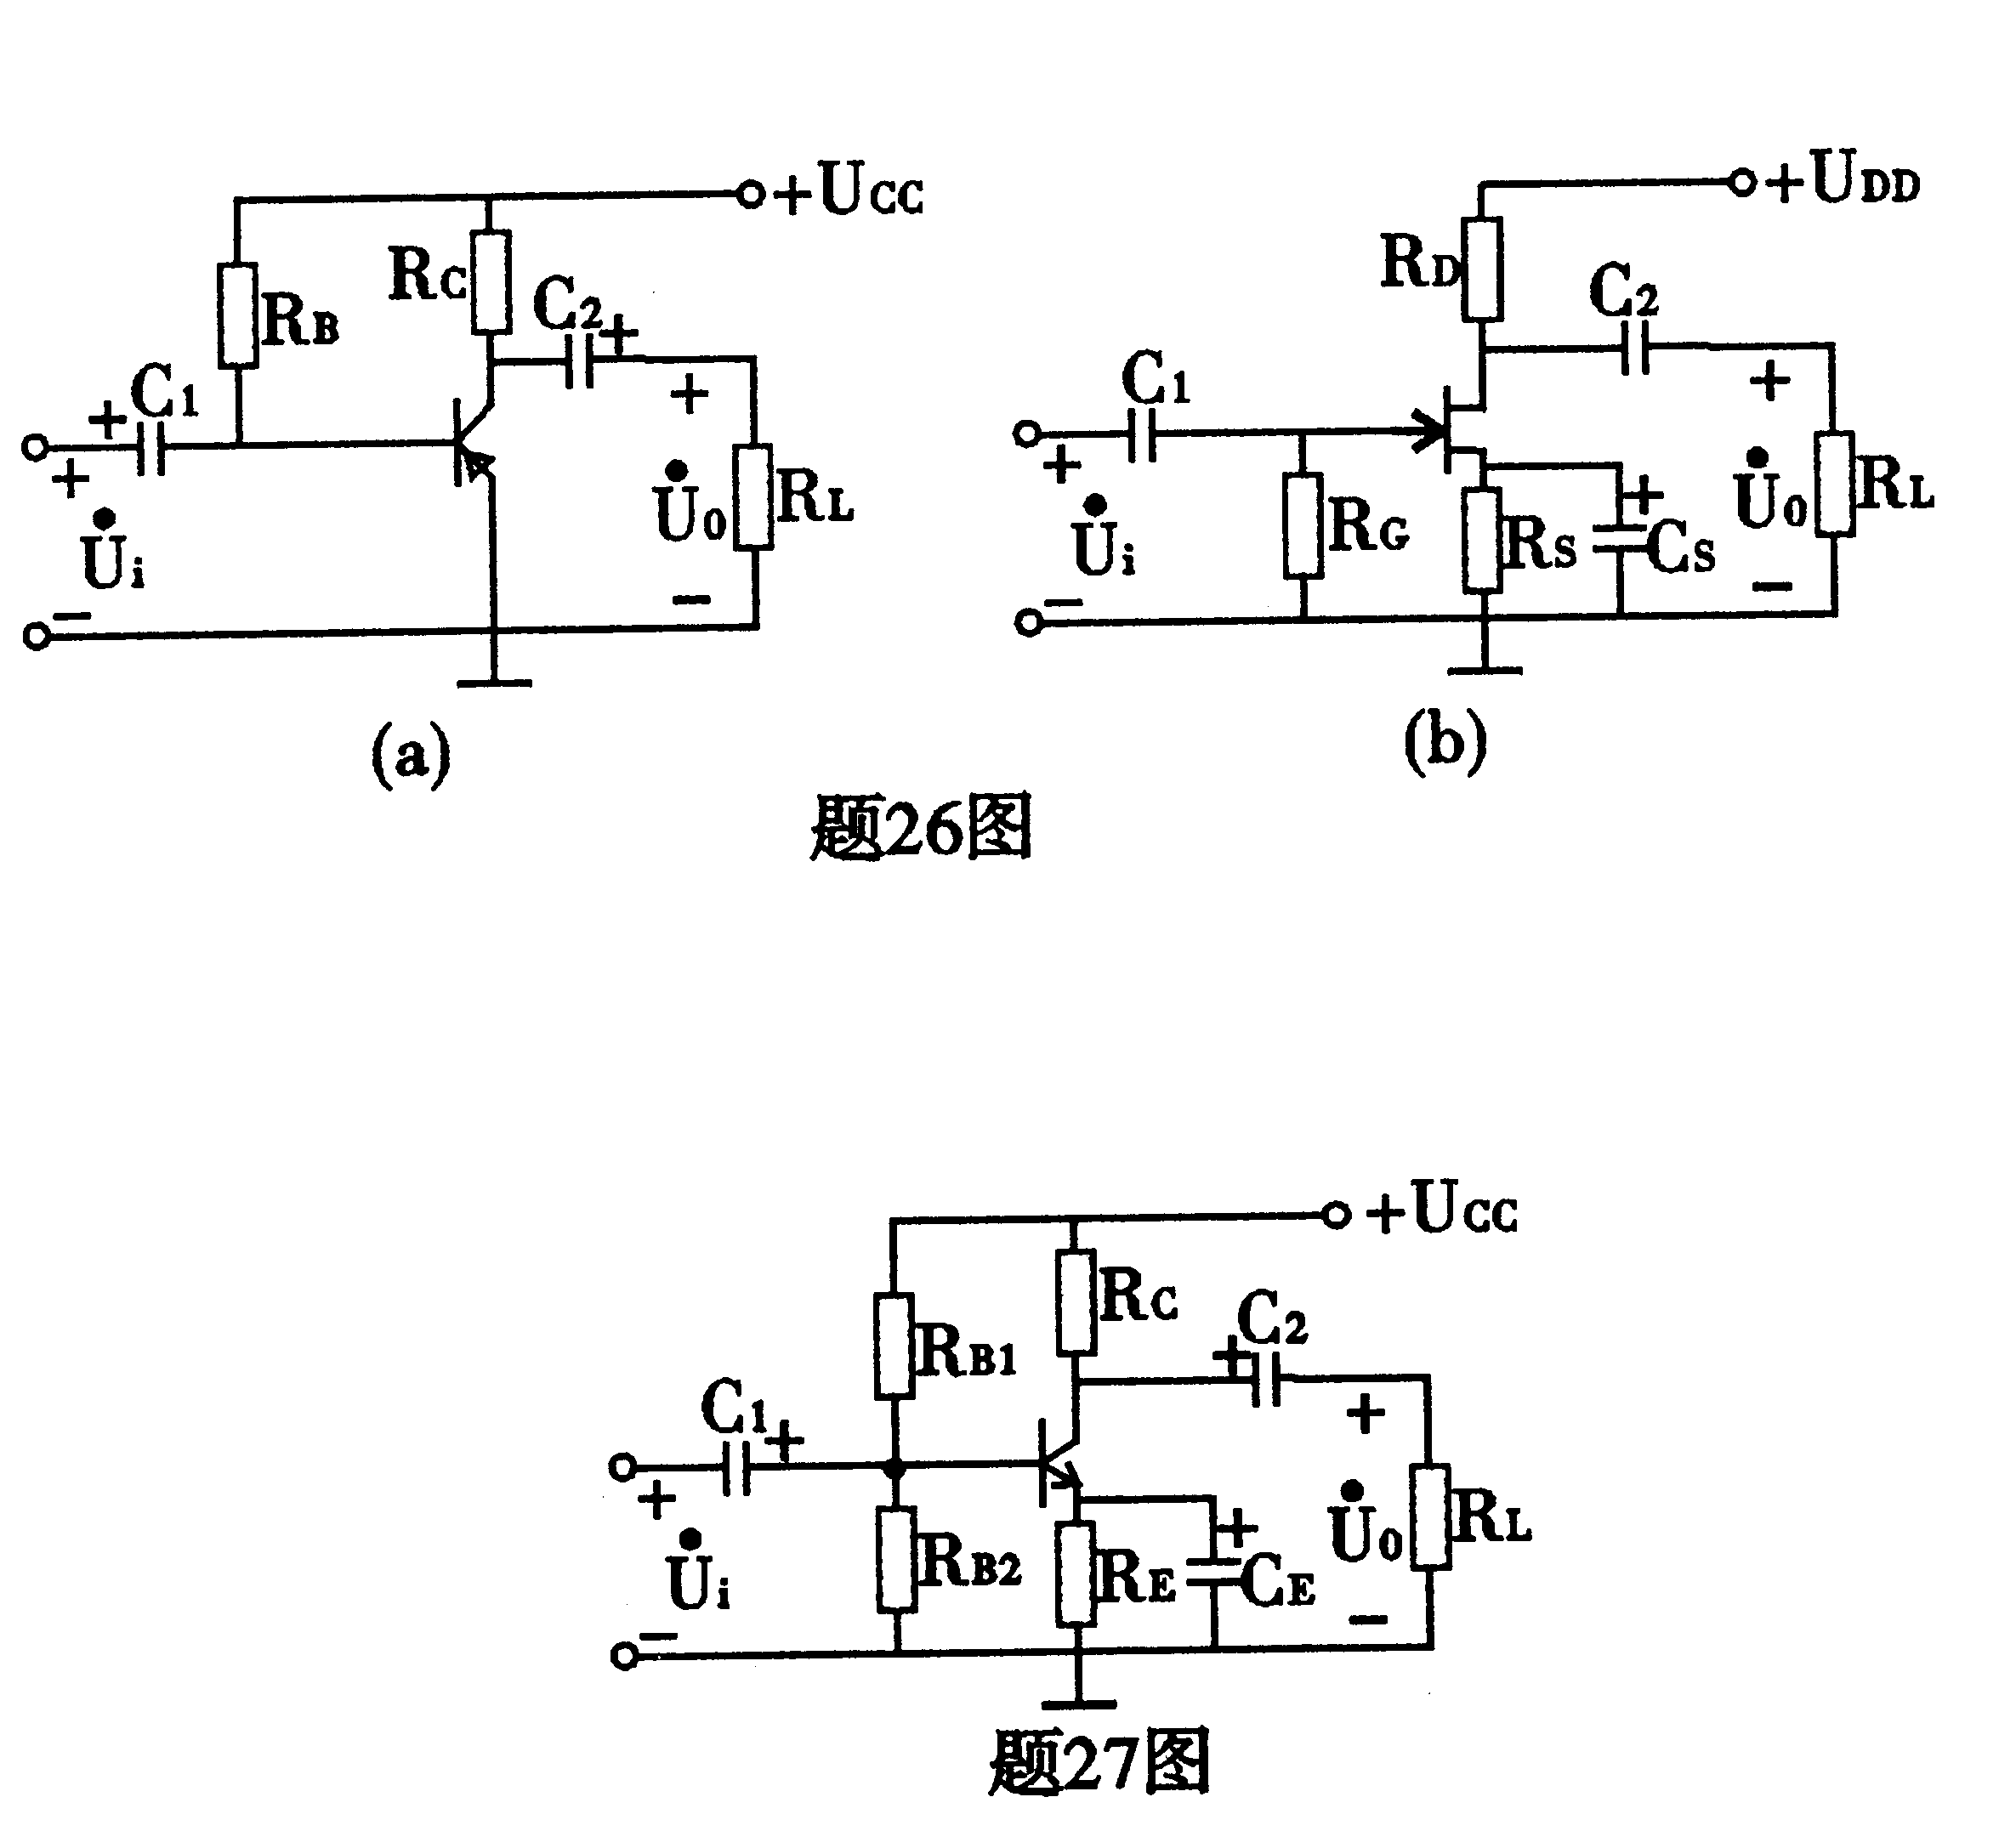 +UCC
RB
RC
C2
+
+
C1
+
+
U̇i
−
+
U̇0
−
RL
(a)
+UDD
RD
C2
C1
+
U̇i
−
RG
RS
+
CS
+
U̇0
−
RL
(b)
题26图
+UCC
RB1
RC
C2
+
C1
+
+
U̇i
−
RB2
RE
+
CE
+
U̇0
−
RL
题27图